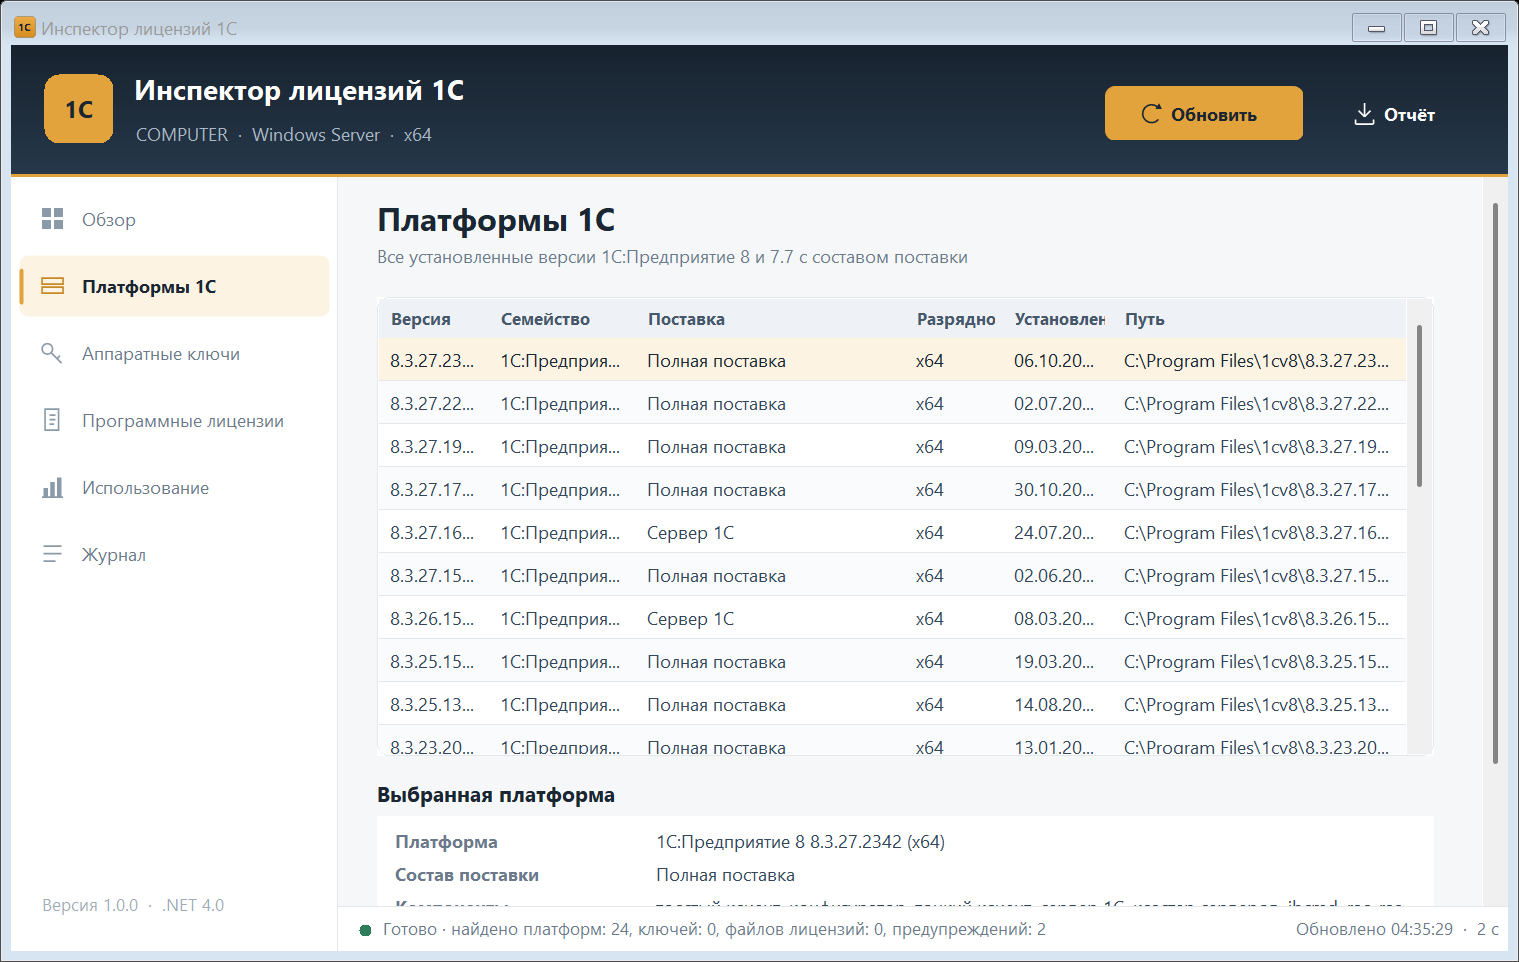 1C Инспектор лицензий 1С
1C
Инспектор лицензий 1С
COMPUTER · Windows Server · x64
Обновить
Отчёт
Обзор
Платформы 1С
Аппаратные ключи
Программные лицензии
Использование
Журнал
Версия 1.0.0 · .NET 4.0
Платформы 1С
Все установленные версии 1С:Предприятие 8 и 7.7 с составом поставки
Версия Семейство Поставка Разрядно Установлен Путь
8.3.27.23... 1С:Предприя... Полная поставка x64 06.10.20... C:\Program Files\1cv8\8.3.27.23...
8.3.27.22... 1С:Предприя... Полная поставка x64 02.07.20... C:\Program Files\1cv8\8.3.27.22...
8.3.27.19... 1С:Предприя... Полная поставка x64 09.03.20... C:\Program Files\1cv8\8.3.27.19...
8.3.27.17... 1С:Предприя... Полная поставка x64 30.10.20... C:\Program Files\1cv8\8.3.27.17...
8.3.27.16... 1С:Предприя... Сервер 1С x64 24.07.20... C:\Program Files\1cv8\8.3.27.16...
8.3.27.15... 1С:Предприя... Полная поставка x64 02.06.20... C:\Program Files\1cv8\8.3.27.15...
8.3.26.15... 1С:Предприя... Сервер 1С x64 08.03.20... C:\Program Files\1cv8\8.3.26.15...
8.3.25.15... 1С:Предприя... Полная поставка x64 19.03.20... C:\Program Files\1cv8\8.3.25.15...
8.3.25.13... 1С:Предприя... Полная поставка x64 14.08.20... C:\Program Files\1cv8\8.3.25.13...
8.3.23.20... 1С:Предприя... Полная поставка x64 13.01.20... C:\Program Files\1cv8\8.3.23.20...
Выбранная платформа
Платформа 1С:Предприятие 8 8.3.27.2342 (x64)
Состав поставки Полная поставка
Готово · найдено платформ: 24, ключей: 0, файлов лицензий: 0, предупреждений: 2
Обновлено 04:35:29 · 2 с